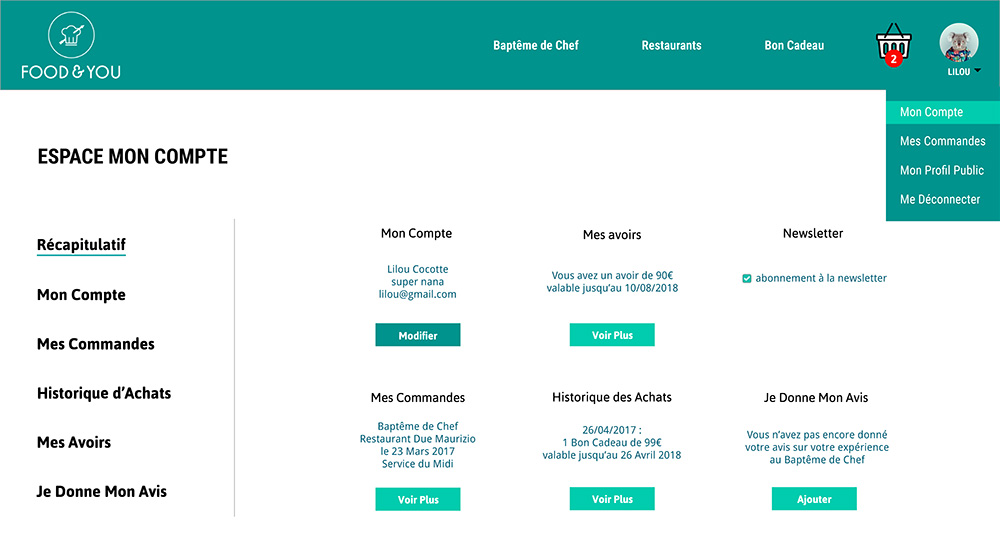 FOOD & YOU
Baptême de Chef
Restaurants
Bon Cadeau
2
LILOU
Mon Compte
Mes Commandes
Mon Profil Public
Me Déconnecter
ESPACE MON COMPTE
Récapitulatif
Mon Compte
Mes Commandes
Historique d’Achats
Mes Avoirs
Je Donne Mon Avis
Mon Compte
Lilou Cocotte
super nana
lilou@gmail.com
Modifier
Mes avoirs
Vous avez un avoir de 90€
valable jusqu’au 10/08/2018
Voir Plus
Newsletter
abonnement à la newsletter
Mes Commandes
Baptême de Chef
Restaurant Due Maurizio
le 23 Mars 2017
Service du Midi
Voir Plus
Historique des Achats
26/04/2017 :
1 Bon Cadeau de 99€
valable jusqu’au 26 Avril 2018
Voir Plus
Je Donne Mon Avis
Vous n’avez pas encore donné
votre avis sur votre expérience
au Baptême de Chef
Ajouter